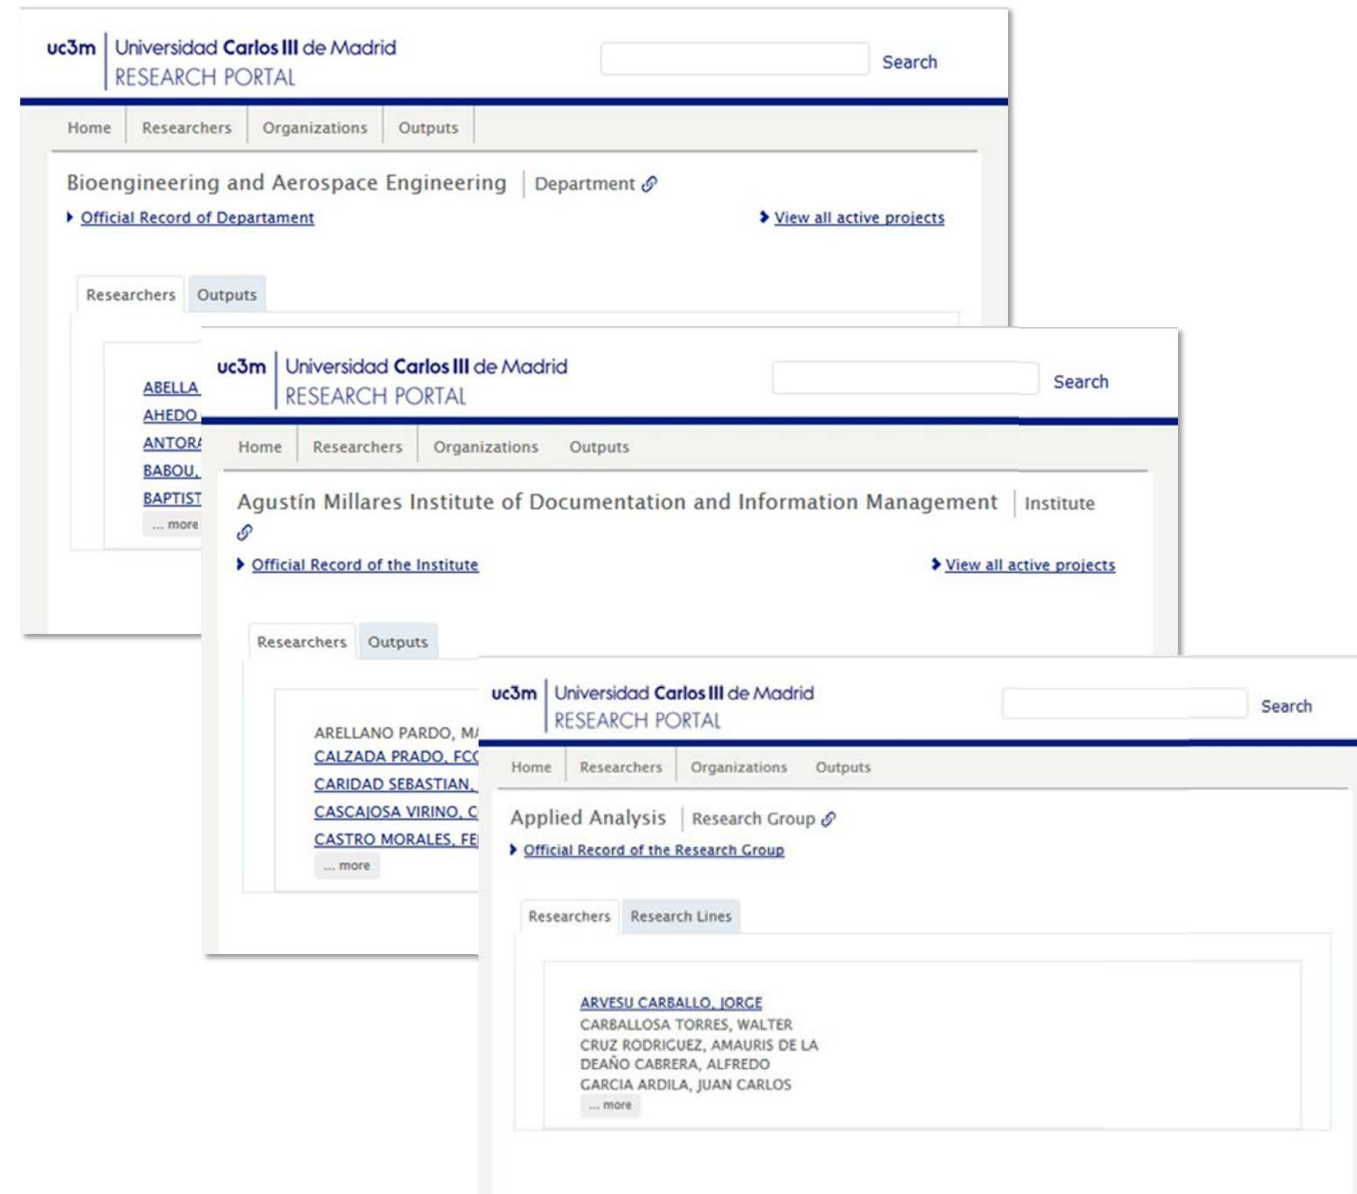 uc3m Universidad Carlos III de Madrid
RESEARCH PORTAL
Search
Home Researchers Organizations Outputs
Bioengineering and Aerospace Engineering Department
Official Record of Departament View all active projects
Researchers Outputs
ABELLA
AHEDO
ANTORA
BABOU,
BAPTIST
... more
uc3m Universidad Carlos III de Madrid
RESEARCH PORTAL
Search
Home Researchers Organizations Outputs
Agustín Millares Institute of Documentation and Information Management Institute
Official Record of the Institute View all active projects
Researchers Outputs
ARELLANO PARDO, MA
CALZADA PRADO, FCO
CARIDAD SEBASTIAN,
CASCAJOSA VIRINO, C
CASTRO MORALES, FE
... more
uc3m Universidad Carlos III de Madrid
RESEARCH PORTAL
Search
Home Researchers Organizations Outputs
Applied Analysis Research Group
Official Record of the Research Group
Researchers Research Lines
ARVESU CARBALLO, JORGE
CARBALLOSA TORRES, WALTER
CRUZ RODRIGUEZ, AMAURIS DE LA
DEAÑO CABRERA, ALFREDO
GARCIA ARDILA, JUAN CARLOS
... more